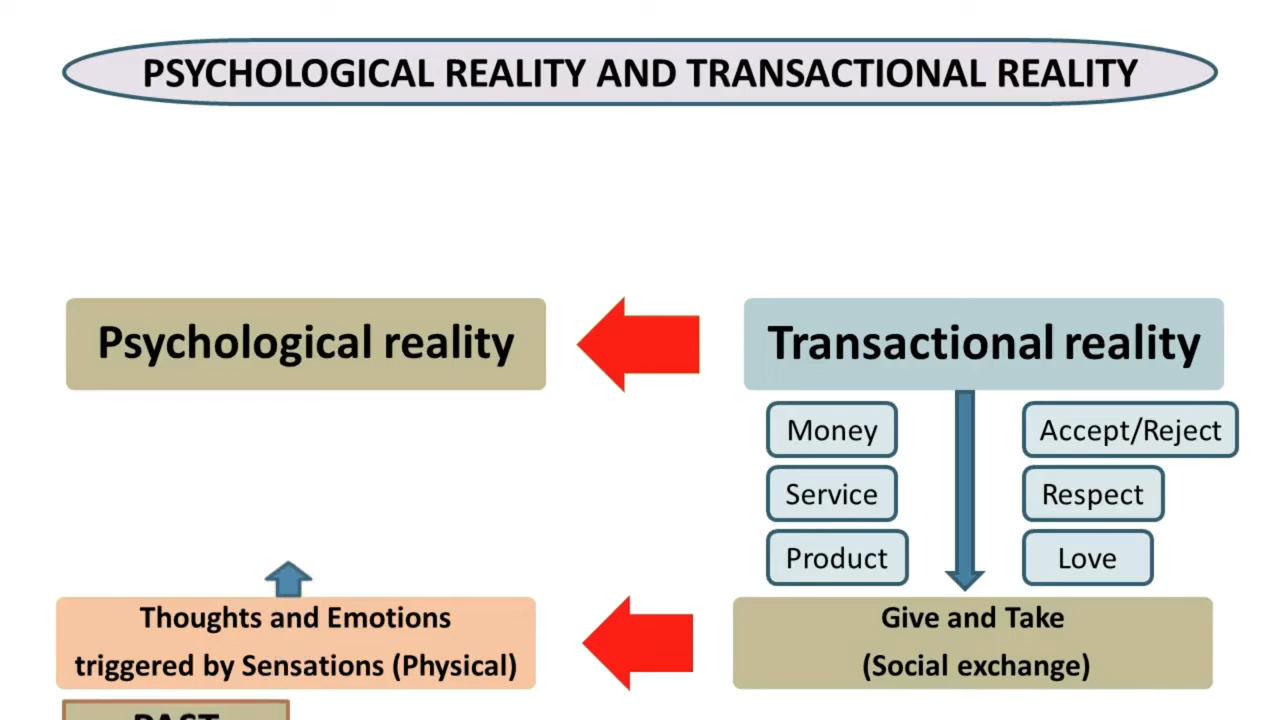 PSYCHOLOGICAL REALITY AND TRANSACTIONAL REALITY
Psychological reality
Transactional reality
Money
Accept/Reject
Service
Respect
Product
Love
Thoughts and Emotions
triggered by Sensations (Physical)
Give and Take
(Social exchange)
PAST